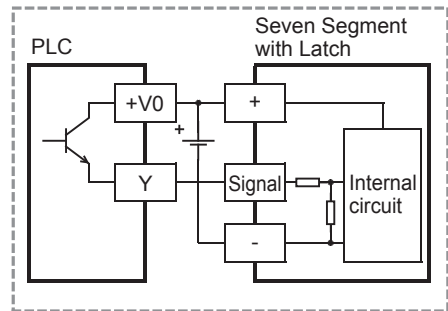 Seven Segment
with Latch
PLC
+V0
+
+
Y
Signal
Internal
circuit
-